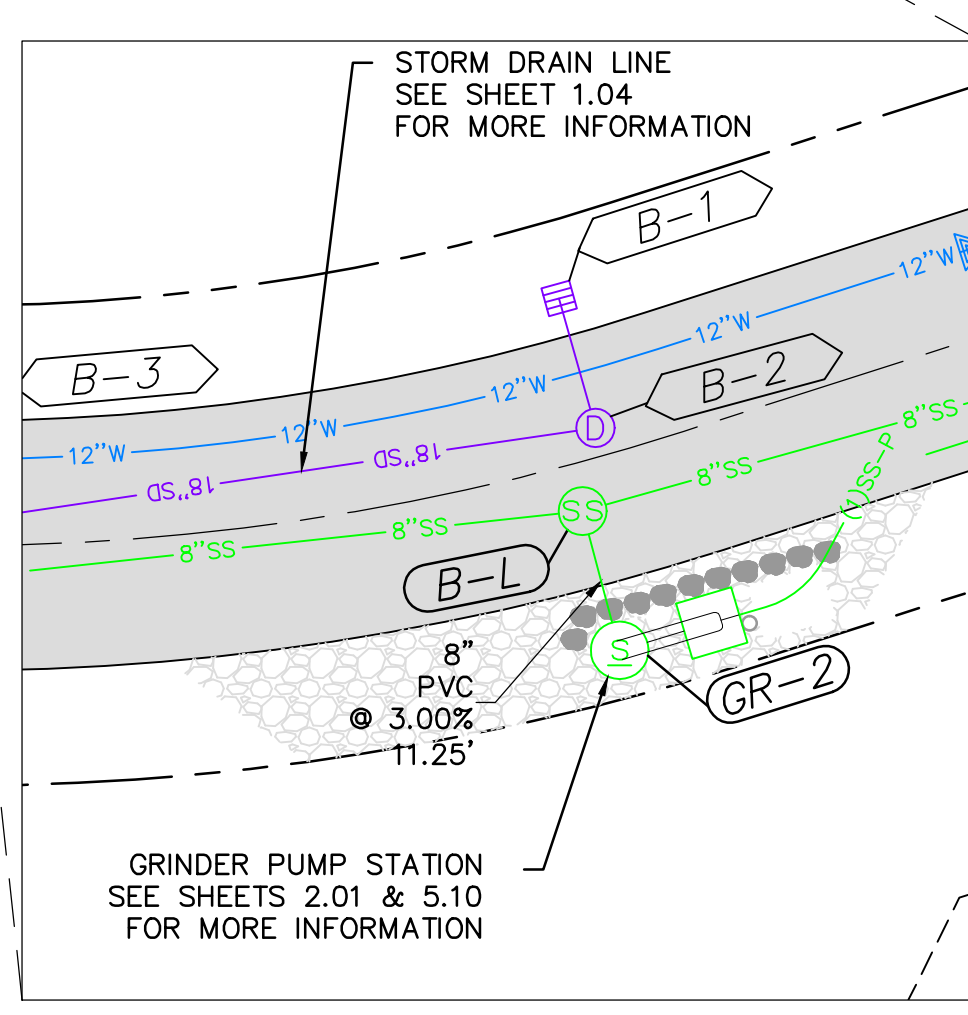 STORM DRAIN LINE
SEE SHEET 1.04
FOR MORE INFORMATION
B-1
12"W
12"W
B-2
B-3
12"W
12"W
12"W
D
18"SD
18"SD
8"SS
8"SS
(1)SS-P
SS
8"SS
8"SS
B-L
S
8"
PVC
@ 3.00%
11.25'
GR-2
GRINDER PUMP STATION
SEE SHEETS 2.01 & 5.10
FOR MORE INFORMATION